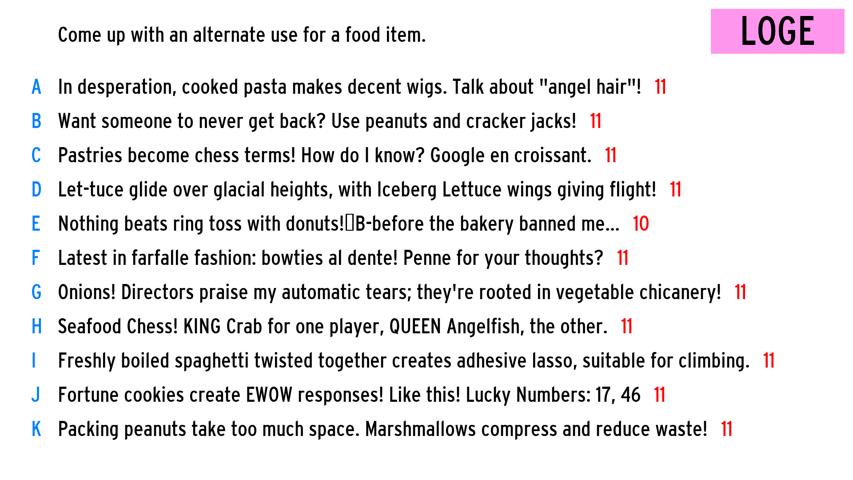 Come up with an alternate use for a food item.
LOGE
A In desperation, cooked pasta makes decent wigs. Talk about "angel hair"! 11
B Want someone to never get back? Use peanuts and cracker jacks! 11
C Pastries become chess terms! How do I know? Google en croissant. 11
D Let-tuce glide over glacial heights, with Iceberg Lettuce wings giving flight! 11
E Nothing beats ring toss with donuts!▯B-before the bakery banned me... 10
F Latest in farfalle fashion: bowties al dente! Penne for your thoughts? 11
G Onions! Directors praise my automatic tears; they're rooted in vegetable chicanery! 11
H Seafood Chess! KING Crab for one player, QUEEN Angelfish, the other. 11
I Freshly boiled spaghetti twisted together creates adhesive lasso, suitable for climbing. 11
J Fortune cookies create EWOW responses! Like this! Lucky Numbers: 17, 46 11
K Packing peanuts take too much space. Marshmallows compress and reduce waste! 11